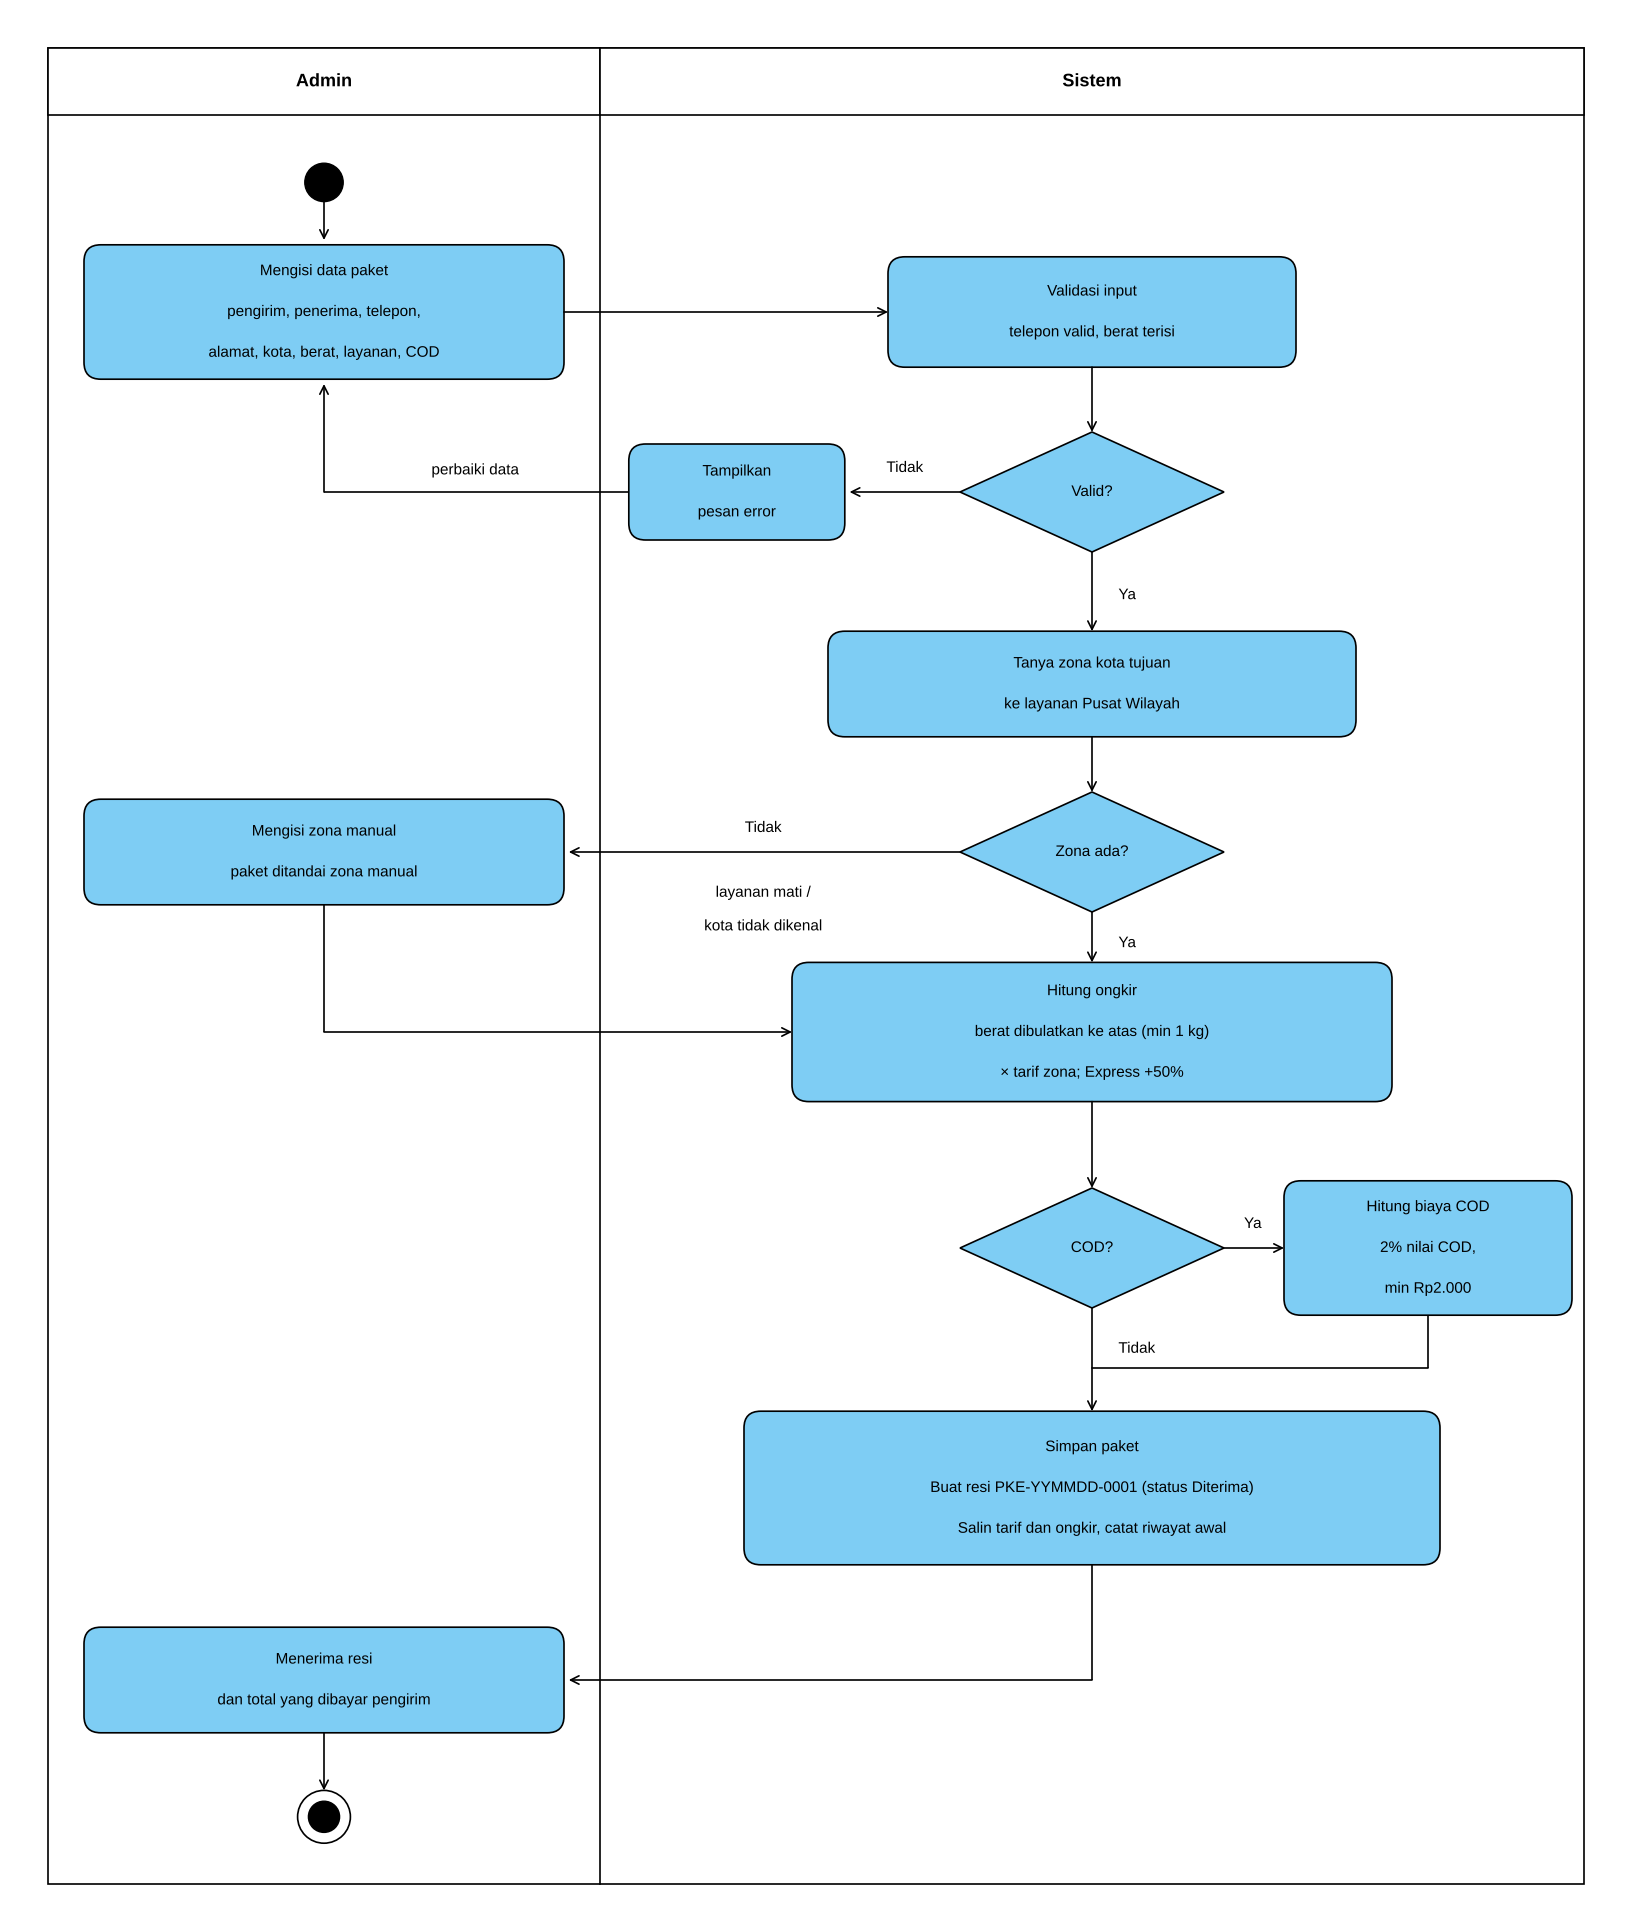 Admin
Sistem
Mengisi data paket
pengirim, penerima, telepon,
alamat, kota, berat, layanan, COD
Validasi input
telepon valid, berat terisi
perbaiki data
Tampilkan
pesan error
Tidak
Valid?
Ya
Tanya zona kota tujuan
ke layanan Pusat Wilayah
Mengisi zona manual
paket ditandai zona manual
Tidak
Zona ada?
layanan mati /
kota tidak dikenal
Ya
Hitung ongkir
berat dibulatkan ke atas (min 1 kg)
× tarif zona; Express +50%
COD?
Ya
Hitung biaya COD
2% nilai COD,
min Rp2.000
Tidak
Simpan paket
Buat resi PKE-YYMMDD-0001 (status Diterima)
Salin tarif dan ongkir, catat riwayat awal
Menerima resi
dan total yang dibayar pengirim